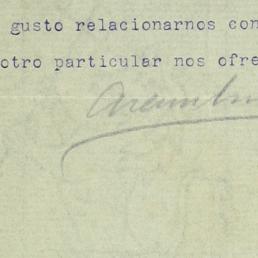 gusto relacionarnos con
otro particular nos ofre